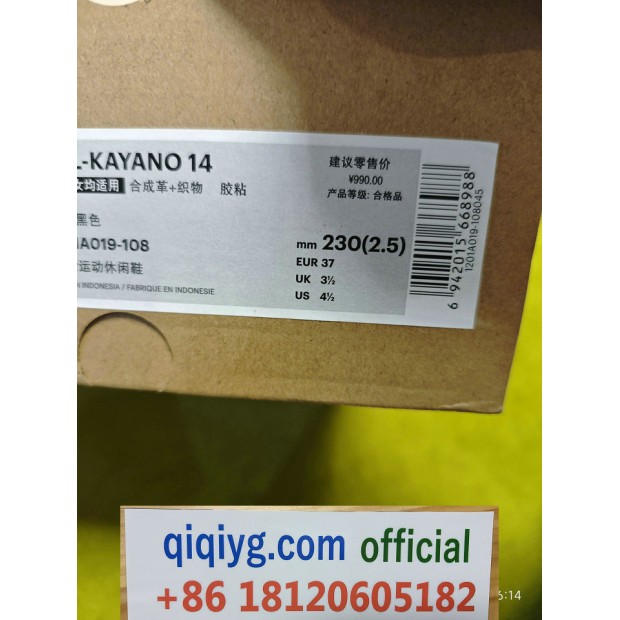 L-KAYANO 14
女均适用 合成革+织物 胶粘
黑色
1A019-108
运动休闲鞋
IN INDONESIA / FABRIQUE EN INDONESIE
建议零售价
¥990.00
产品等级: 合格品
mm 230(2.5)
EUR 37
UK 3½
US 4½
6 942015 668988
1201A019-108045
qiqiyg.com official
+86 18120605182
6:14